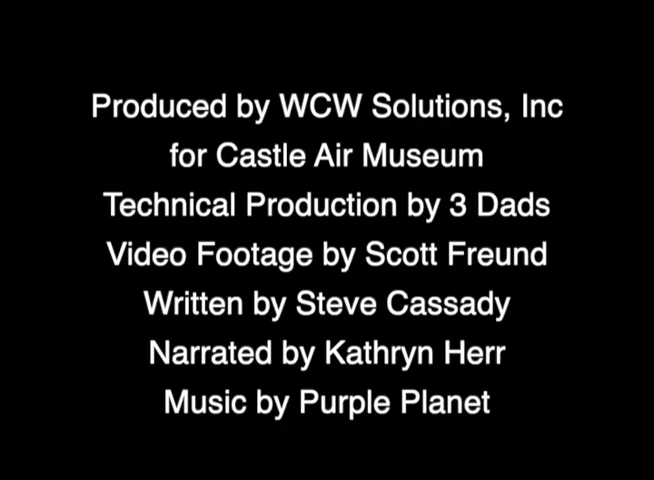 Produced by WCW Solutions, Inc
for Castle Air Museum
Technical Production by 3 Dads
Video Footage by Scott Freund
Written by Steve Cassady
Narrated by Kathryn Herr
Music by Purple Planet